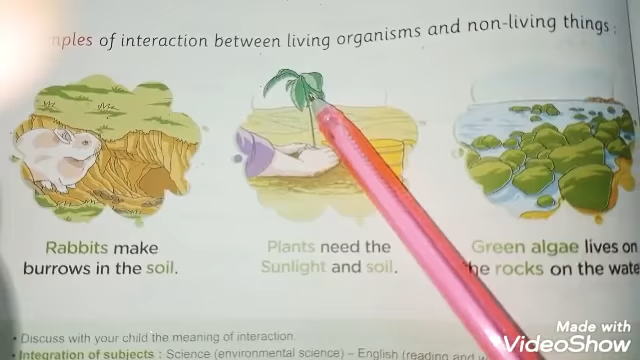 mples of interaction between living organisms and non-living things :
Rabbits make
burrows in the soil.
Plants need the
Sunlight and soil.
Green algae lives on
he rocks on the wate
• Discuss with your child the meaning of interaction.
• Integration of subjects : Science (environmental science) – English (reading and w
Made with
VideoShow